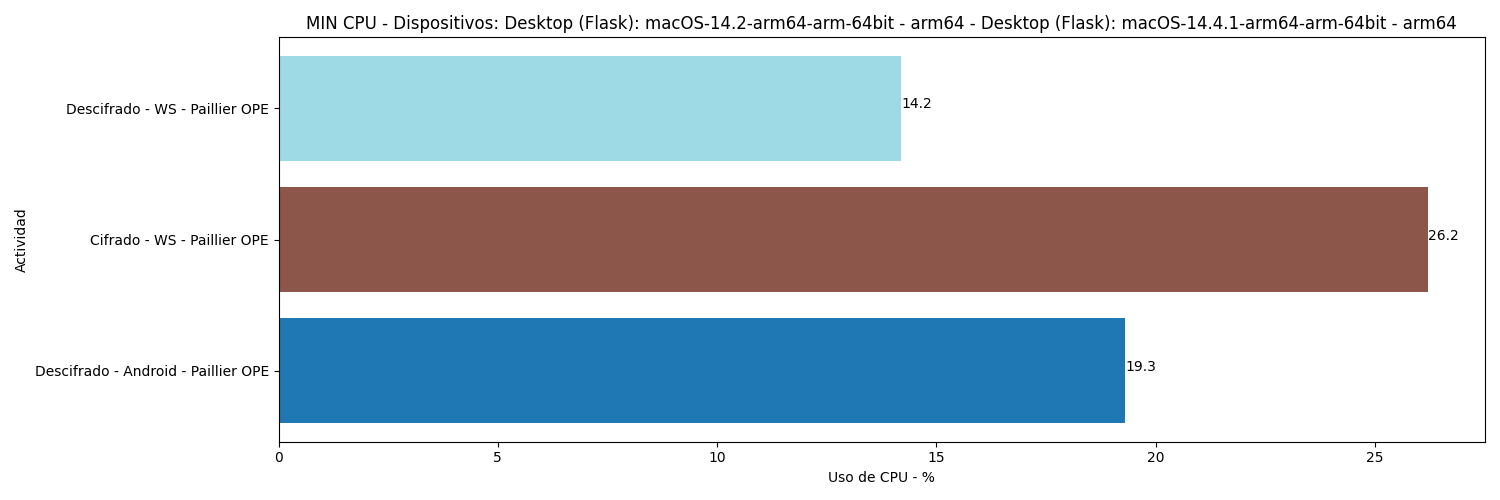 MIN CPU - Dispositivos: Desktop (Flask): macOS-14.2-arm64-arm-64bit - arm64 - Desktop (Flask): macOS-14.4.1-arm64-arm-64bit - arm64
Actividad
Descifrado - WS - Paillier OPE
14.2
Cifrado - WS - Paillier OPE
26.2
Descifrado - Android - Paillier OPE
19.3
0 5 10 15 20 25
Uso de CPU - %